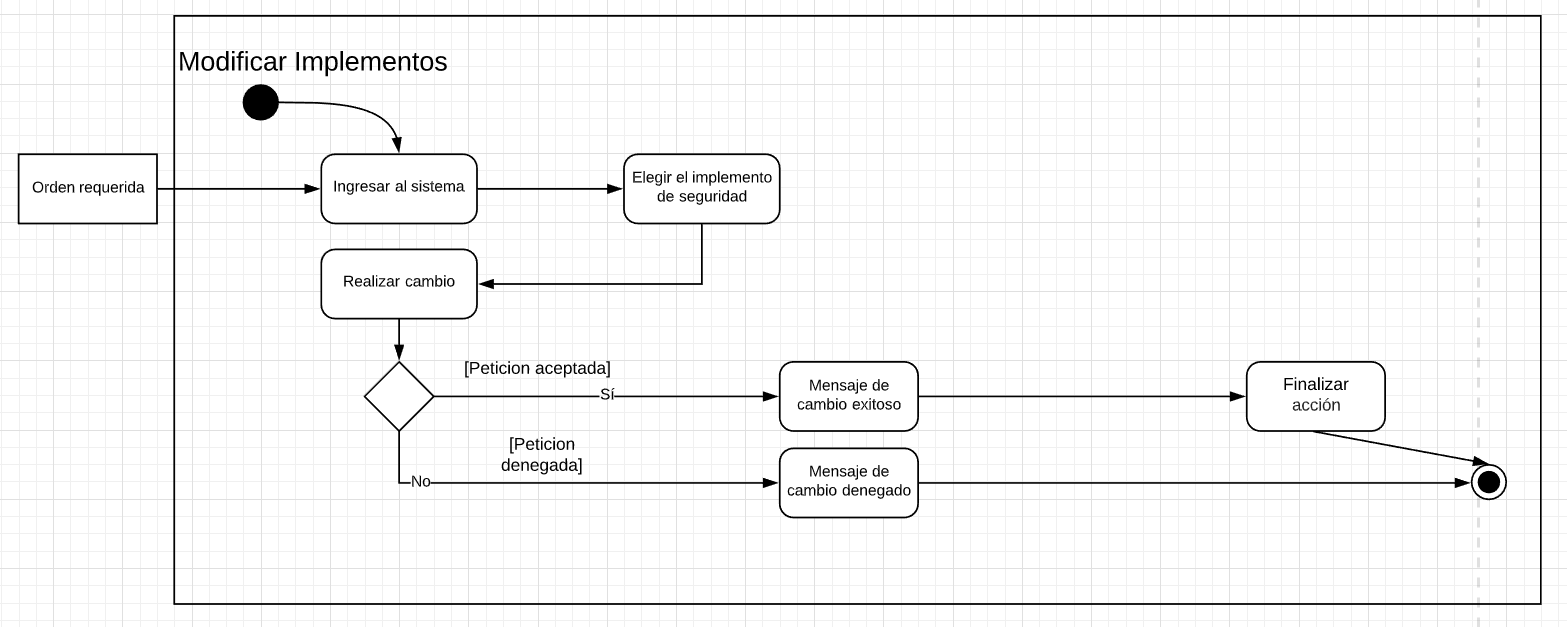 Modificar Implementos
Orden requerida
Ingresar al sistema
Elegir el implemento
de seguridad
Realizar cambio
[Peticion aceptada]
Sí
Mensaje de
cambio exitoso
Finalizar
acción
[Peticion
denegada]
No
Mensaje de
cambio denegado